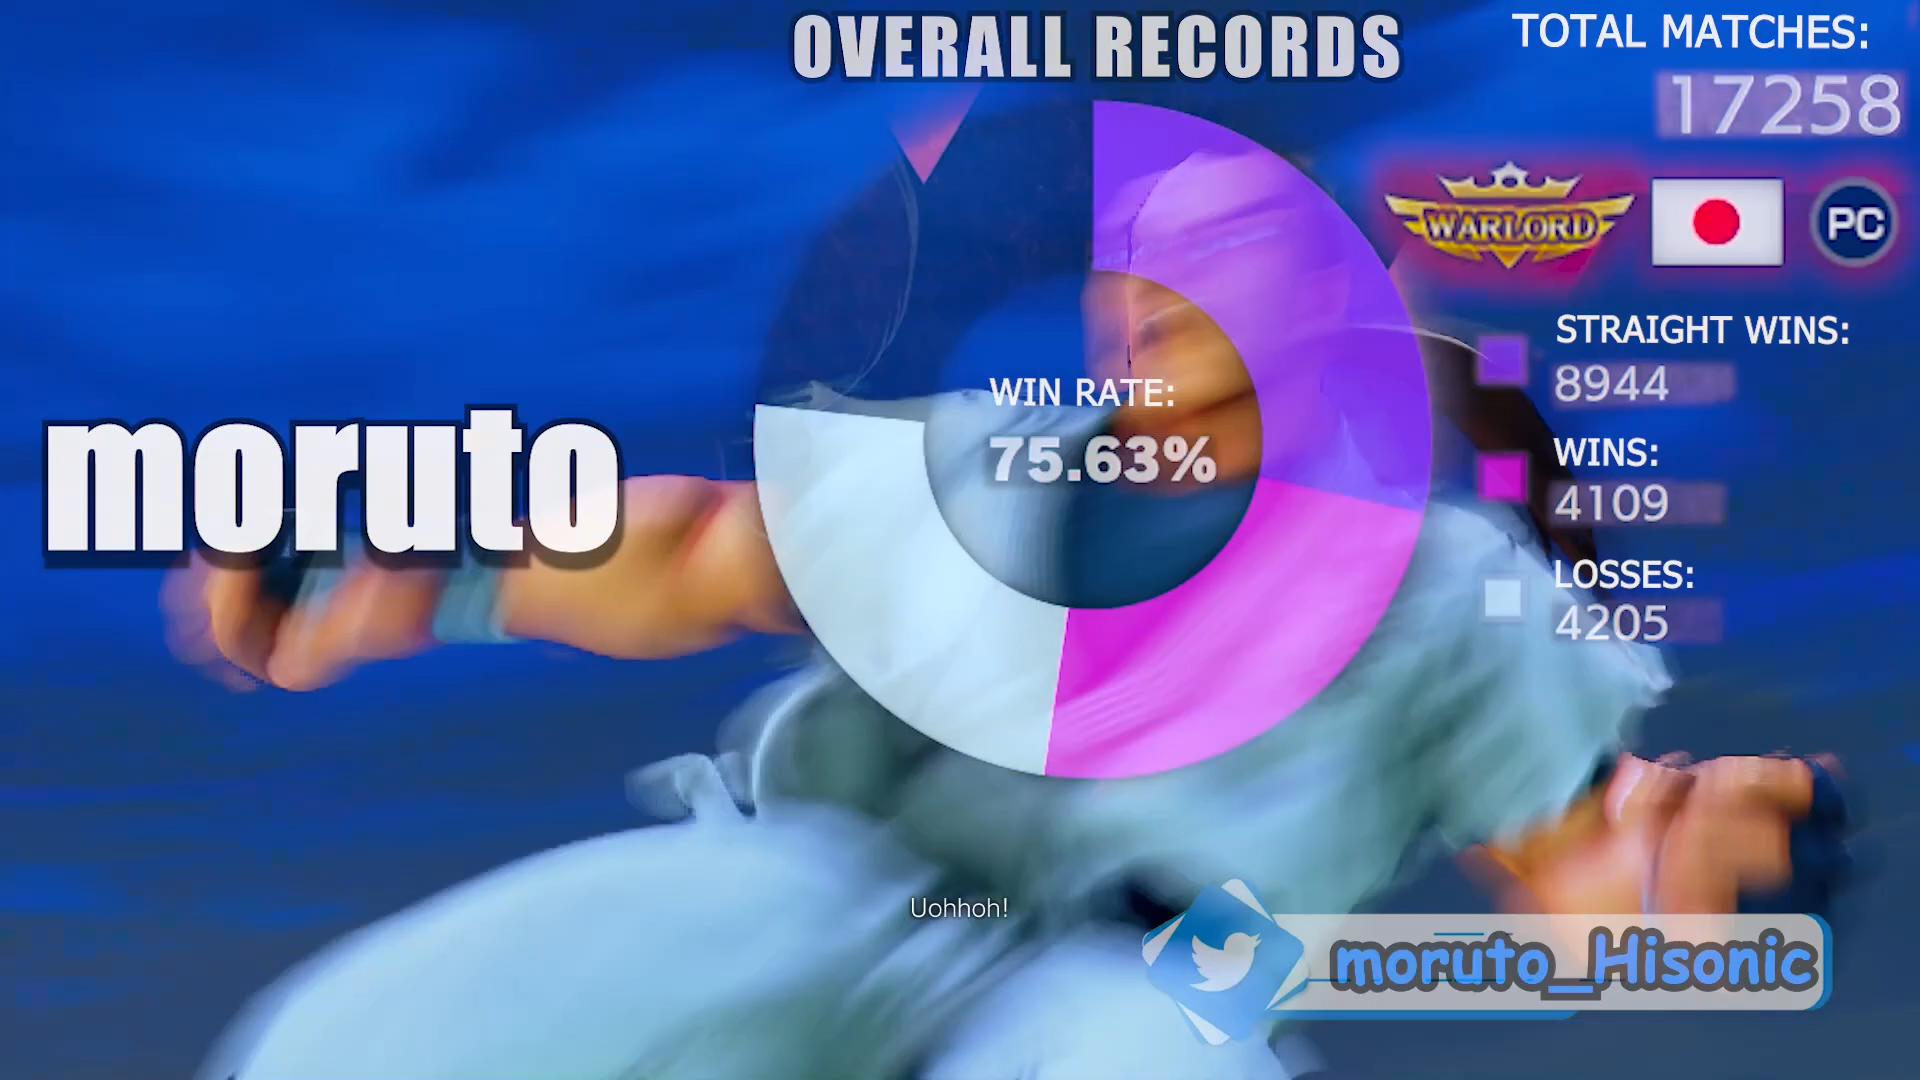 OVERALL RECORDS
TOTAL MATCHES:
17258
WARLORD
PC
STRAIGHT WINS:
8944
WIN RATE:
75.63%
WINS:
4109
moruto
LOSSES:
4205
Uohhoh!
moruto_Hisonic